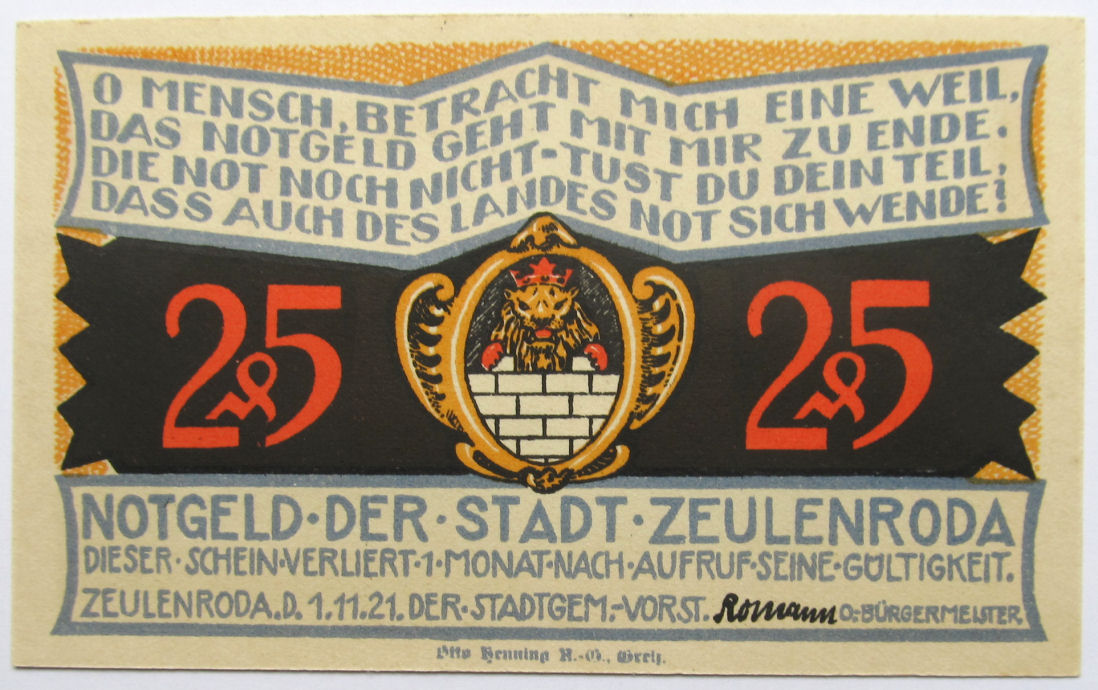 O MENSCH, BETRACHT MICH EINE WEIL,
DAS NOTGELD GEHT MIT MIR ZU ENDE.
DIE NOT NOCH NICHT-TUST DU DEIN TEIL,
DASS AUCH DES LANDES NOT SICH WENDE?
25 ₰ 25 ₰
NOTGELD·DER·STADT·ZEULENRODA
DIESER·SCHEIN·VERLIERT·1·MONAT·NACH·AUFRUF·SEINE·GÜLTIGKEIT.
ZEULENRODA.D. 1.11.21. DER·STADTGEM.-VORST. Romann O.-BÜRGERMEISTER
Otto Henning A.-G., Greiz.